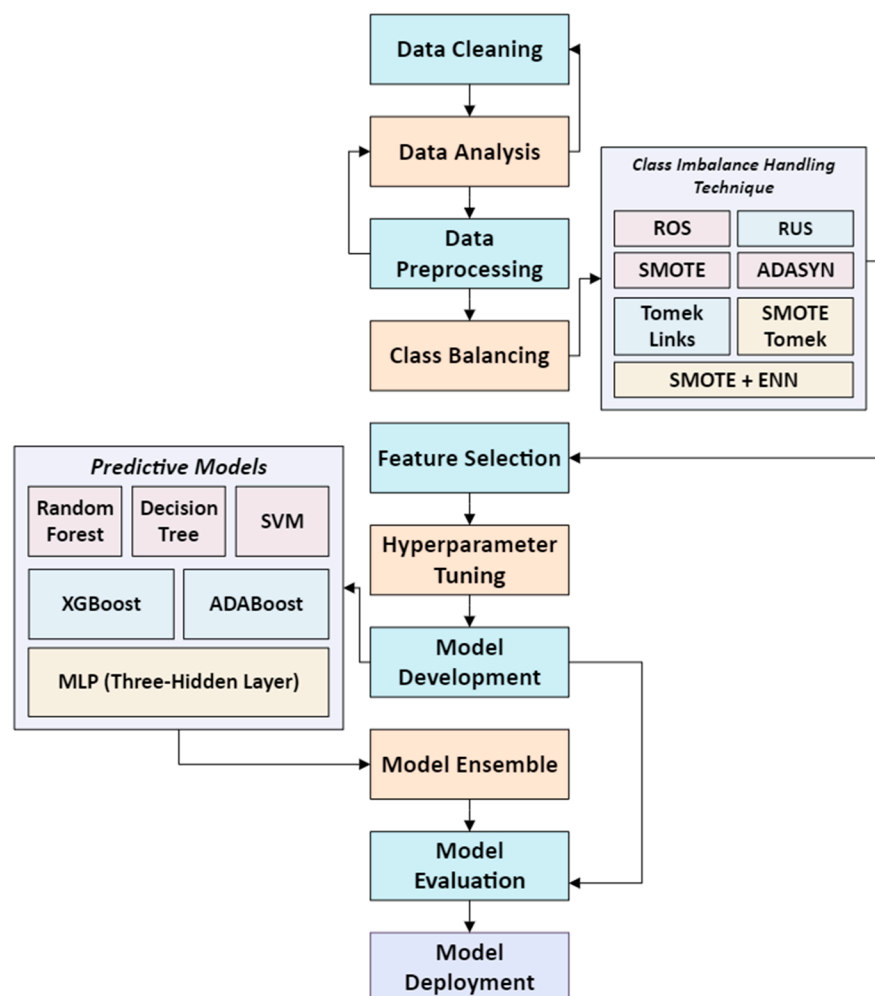 Data Cleaning
Data Analysis
Data
Preprocessing
Class Balancing
Class Imbalance Handling
Technique
ROS
RUS
SMOTE
ADASYN
Tomek
Links
SMOTE
Tomek
SMOTE + ENN
Feature Selection
Hyperparameter
Tuning
Model
Development
Predictive Models
Random
Forest
Decision
Tree
SVM
XGBoost
ADABoost
MLP (Three-Hidden Layer)
Model Ensemble
Model
Evaluation
Model
Deployment